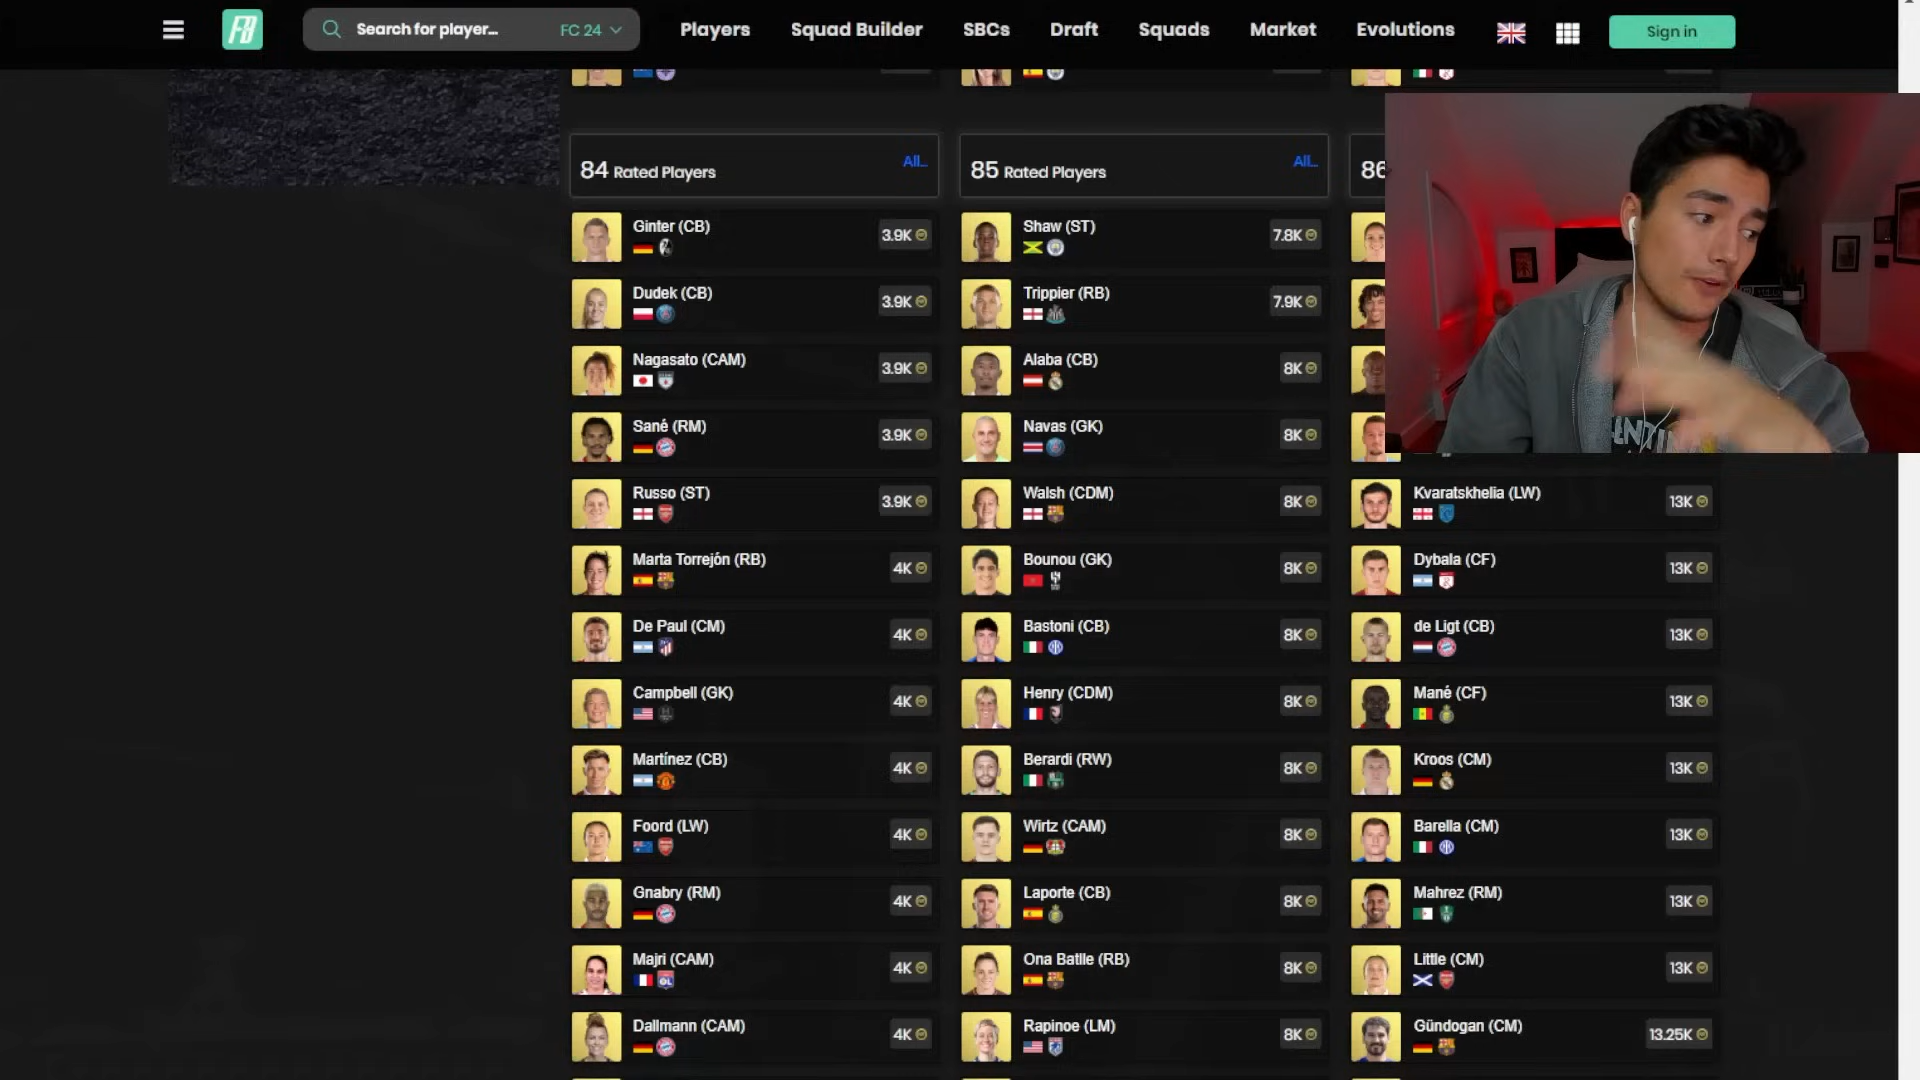 FB
Search for player...
FC 24
Players
Squad Builder
SBCs
Draft
Squads
Market
Evolutions
Sign in
84 Rated Players
All...
Ginter (CB)
3.9K
Dudek (CB)
3.9K
Nagasato (CAM)
3.9K
Sané (RM)
3.9K
Russo (ST)
3.9K
Marta Torrejón (RB)
4K
De Paul (CM)
4K
Campbell (GK)
4K
Martínez (CB)
4K
Foord (LW)
4K
Gnabry (RM)
4K
Majri (CAM)
4K
Dallmann (CAM)
4K
85 Rated Players
All...
Shaw (ST)
7.8K
Trippier (RB)
7.9K
Alaba (CB)
8K
Navas (GK)
8K
Walsh (CDM)
8K
Bounou (GK)
8K
Bastoni (CB)
8K
Henry (CDM)
8K
Berardi (RW)
8K
Wirtz (CAM)
8K
Laporte (CB)
8K
Ona Batlle (RB)
8K
Rapinoe (LM)
8K
86
Kvaratskhelia (LW)
13K
Dybala (CF)
13K
de Ligt (CB)
13K
Mané (CF)
13K
Kroos (CM)
13K
Barella (CM)
13K
Mahrez (RM)
13K
Little (CM)
13K
Gündogan (CM)
13.25K